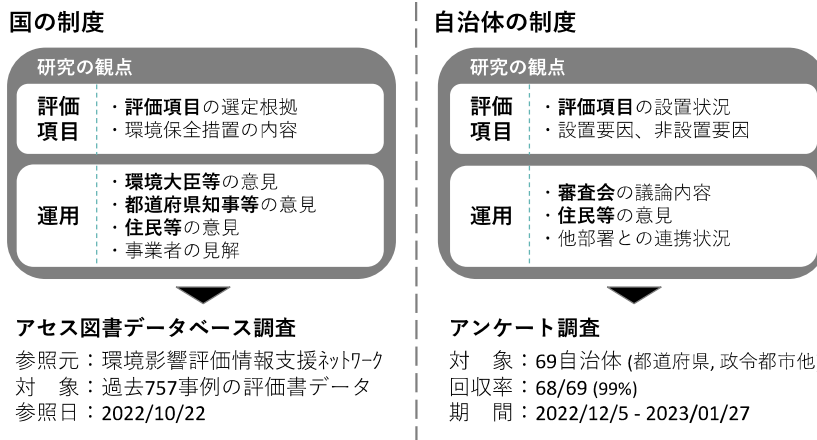 国の制度
研究の観点
評価
項目
・評価項目の選定根拠
・環境保全措置の内容
運用
・環境大臣等の意見
・都道府県知事等の意見
・住民等の意見
・事業者の見解
アセス図書データベース調査
参照元：環境影響評価情報支援ﾈｯﾄﾜｰｸ
対　象：過去757事例の評価書データ
参照日：2022/10/22
自治体の制度
研究の観点
評価
項目
・評価項目の設置状況
・設置要因、非設置要因
運用
・審査会の議論内容
・住民等の意見
・他部署との連携状況
アンケート調査
対　象：69自治体 (都道府県, 政令都市他
回収率：68/69 (99%)
期　間：2022/12/5 - 2023/01/27